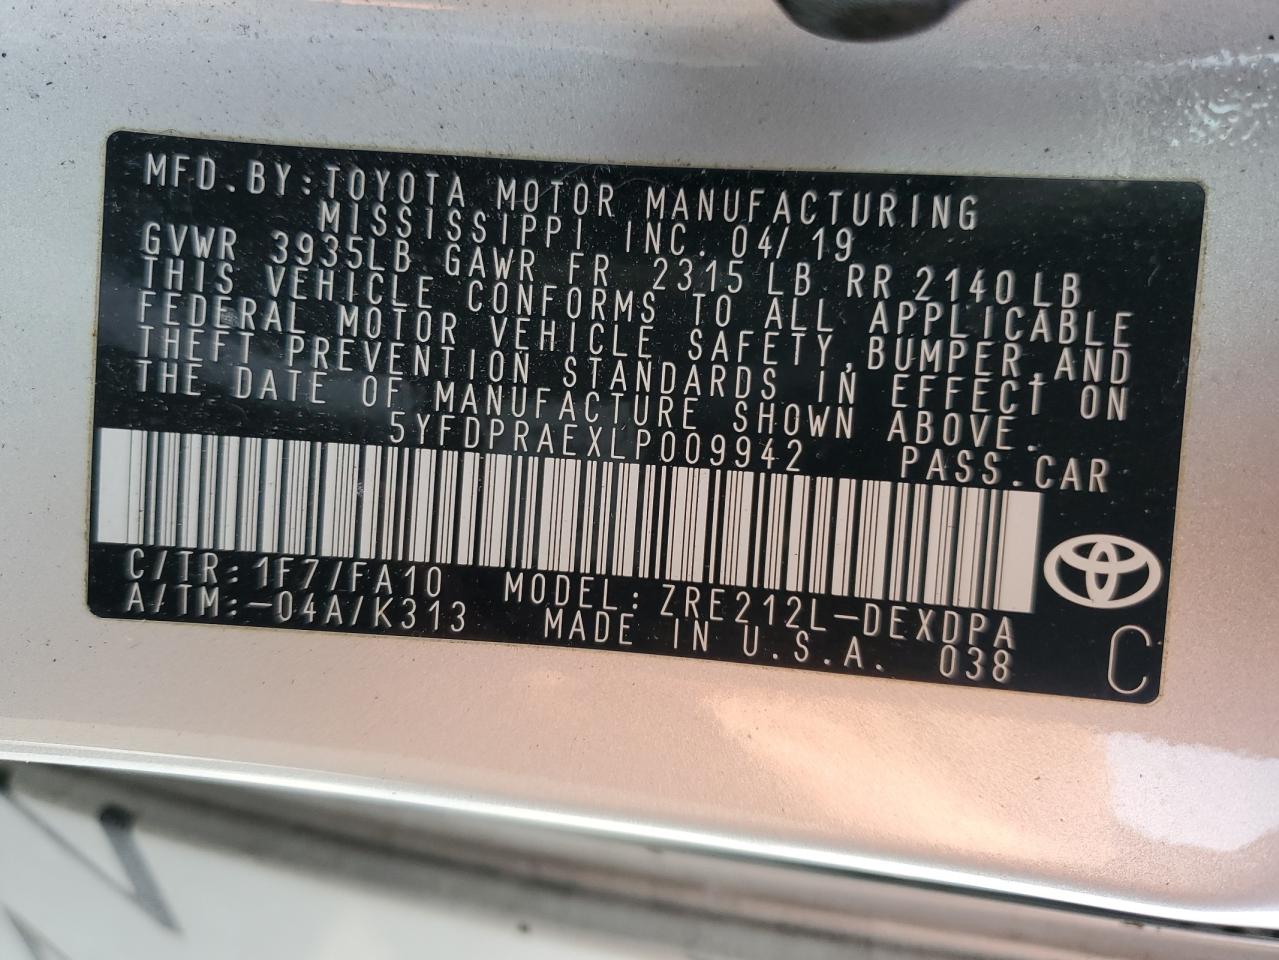 MFD.BY:TOYOTA MOTOR MANUFACTURING
MISSISSIPPI INC. 04/19
GVWR 3935LB GAWR FR 2315 LB RR 2140LB
THIS VEHICLE CONFORMS TO ALL APPLICABLE
FEDERAL MOTOR VEHICLE SAFETY,BUMPER,AND
THEFT PREVENTION STANDARDS IN EFFECT ON
THE DATE OF MANUFACTURE SHOWN ABOVE.
5YFDPRAEXLP009942 PASS.CAR
C/TR:1F7/FA10 MODEL:ZRE212L-DEXDPA
A/TM:-04A/K313 MADE IN U.S.A. 038
C